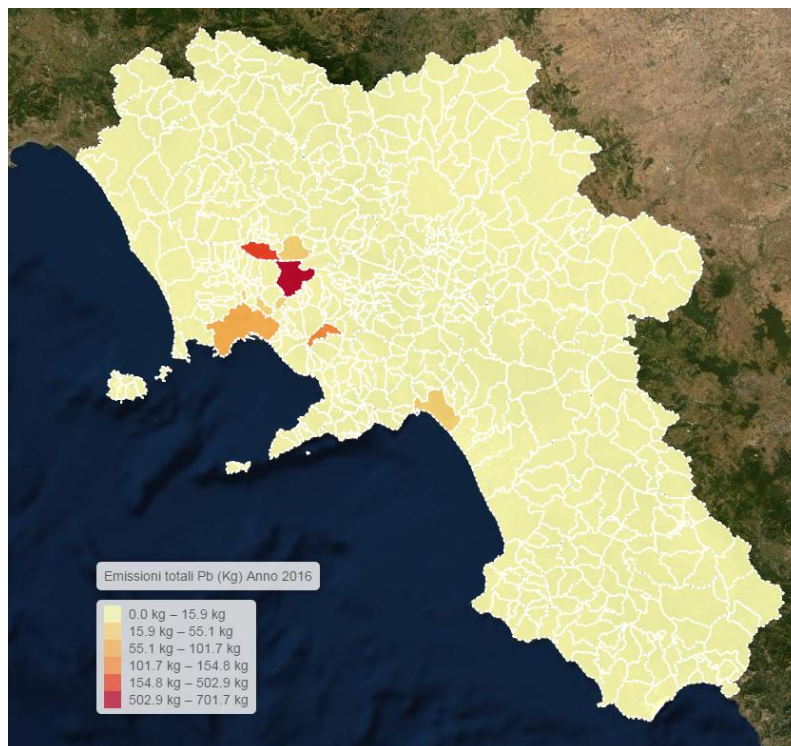 Emissioni totali Pb (Kg) Anno 2016
0.0 kg – 15.9 kg
15.9 kg – 55.1 kg
55.1 kg – 101.7 kg
101.7 kg – 154.8 kg
154.8 kg – 502.9 kg
502.9 kg – 701.7 kg